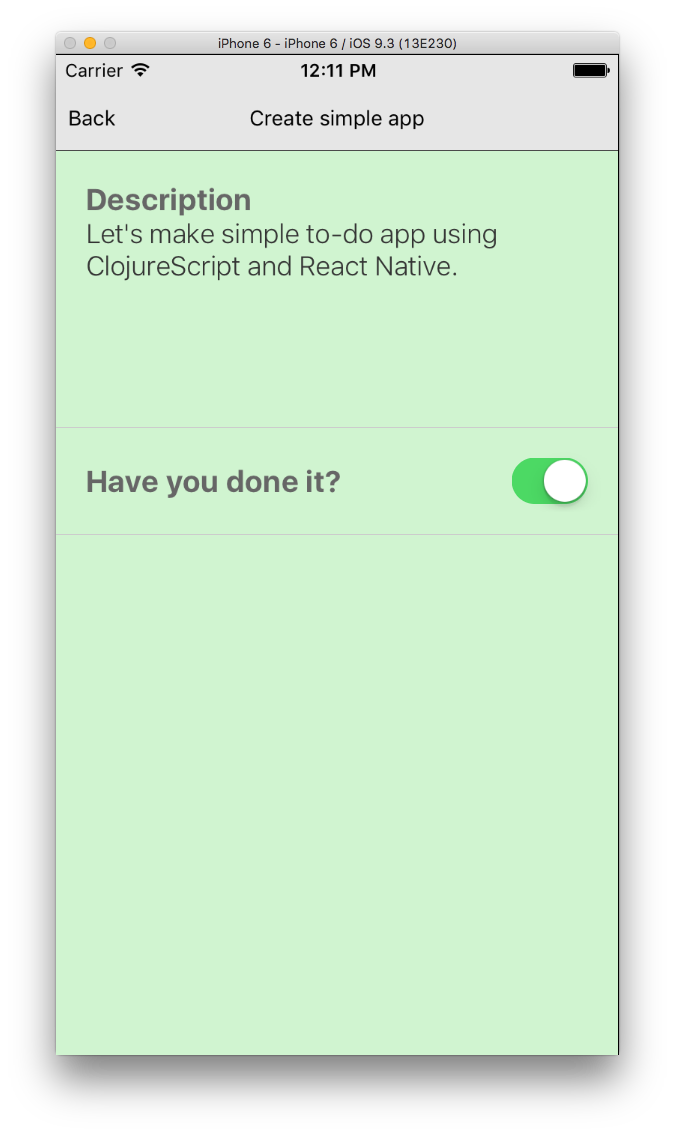 iPhone 6 - iPhone 6 / iOS 9.3 (13E230)
Carrier 12:11 PM
Back Create simple app
Description
Let's make simple to-do app using
ClojureScript and React Native.
Have you done it?